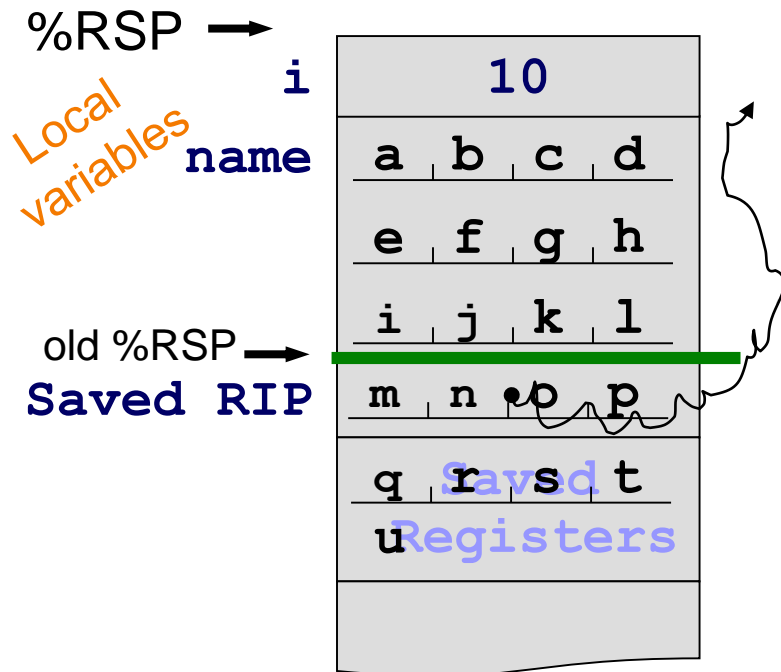 %RSP
i 10
Local
variables
name a b c d
e f g h
i j k l
old %RSP
Saved RIP m n o p
q r s t
Saved
u
Registers